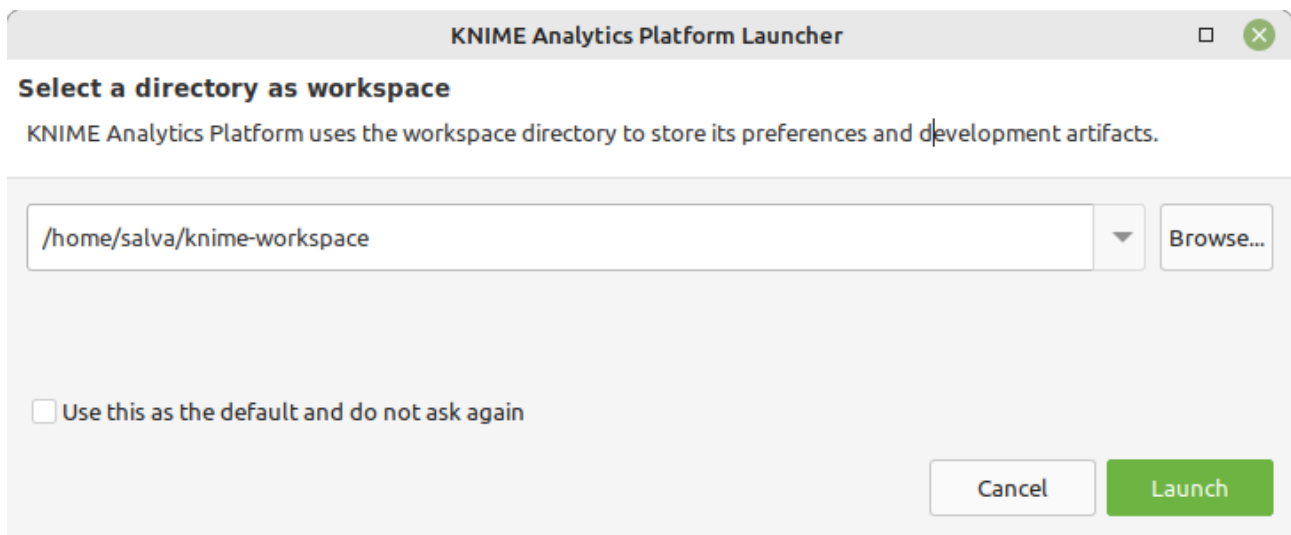 KNIME Analytics Platform Launcher
Select a directory as workspace
KNIME Analytics Platform uses the workspace directory to store its preferences and development artifacts.
/home/salva/knime-workspace
Browse...
Use this as the default and do not ask again
Cancel
Launch